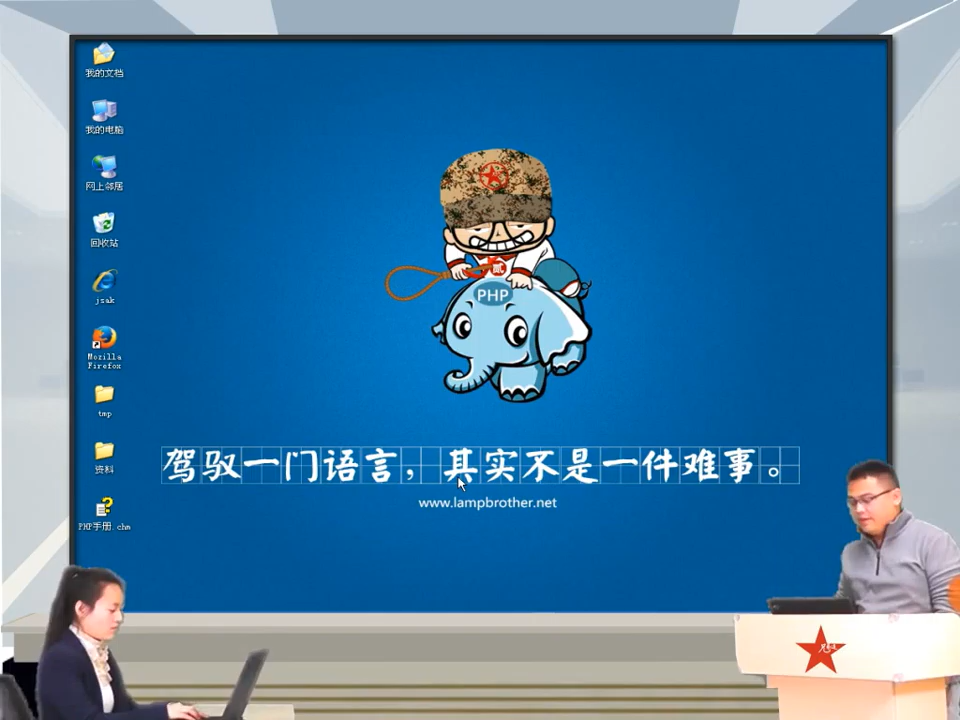 我的文档
我的电脑
网上邻居
回收站
jsak
Mozilla
Firefox
tmp
资料
PHP手册.chm
贰
PHP
驾驭一门语言，其实不是一件难事。
www.lampbrother.net